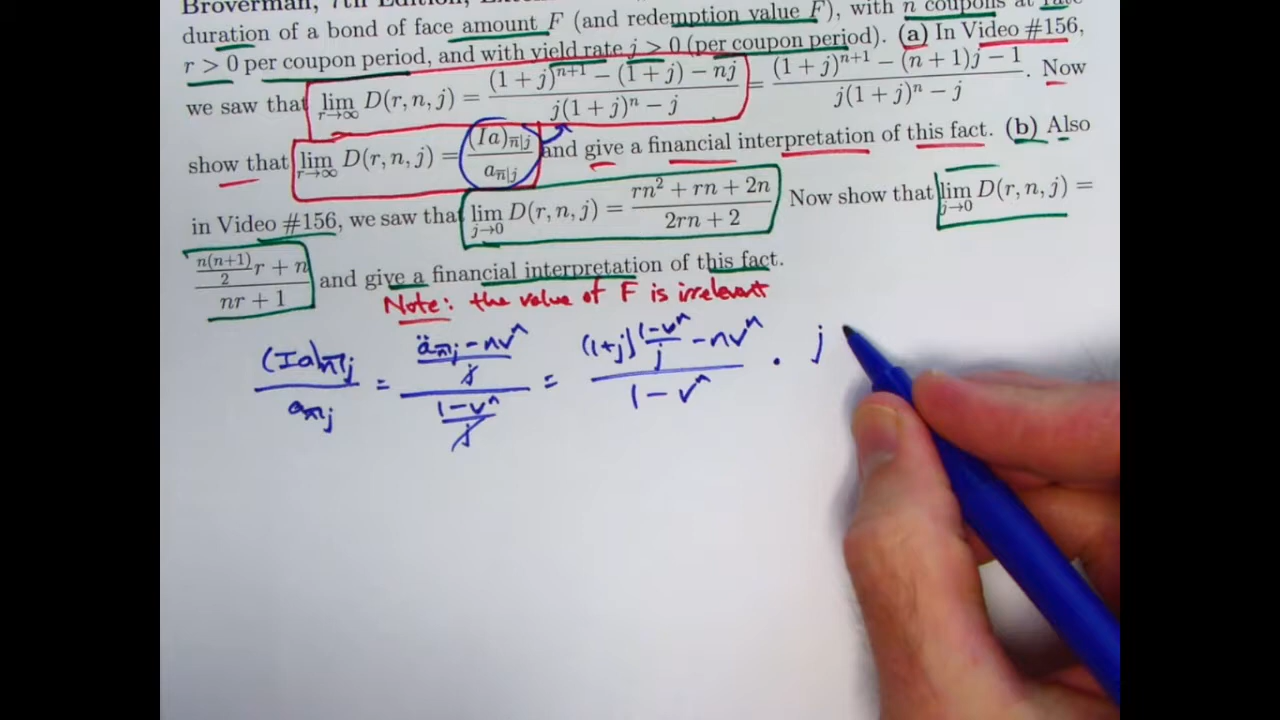 Broverman, 7th Edition,
duration of a bond of face amount F (and redemption value F), with n coupons at rate
r > 0 per coupon period, and with yield rate j > 0 (per coupon period). (a) In Video #156,
we saw that lim_{r→∞} D(r, n, j) = ((1 + j)^{n+1} − (1 + j) − nj)/(j(1 + j)^n − j) = ((1 + j)^{n+1} − (n + 1)j − 1)/(j(1 + j)^n − j). Now
show that lim_{r→∞} D(r, n, j) = (Ia)_{n|j}/a_{n|j} and give a financial interpretation of this fact. (b) Also
in Video #156, we saw that lim_{j→0} D(r, n, j) = (rn² + rn + 2n)/(2rn + 2) Now show that lim_{j→0} D(r, n, j) =
(n(n+1)/2 r + n)/(nr + 1) and give a financial interpretation of this fact.
Note: the value of F is irrelevant
(Ia)_{n|j}/a_{n|j} = ((ä_{n|j} − nv^n)/j)/((1 − v^n)/j) = ((1+j)(1−v^n)/j − nv^n)/(1 − v^n) · j